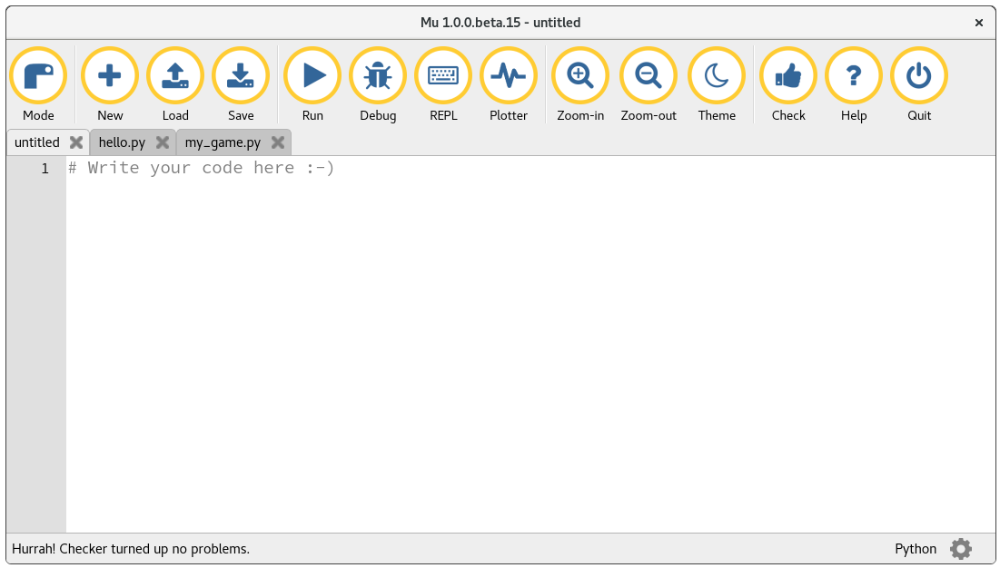 Mu 1.0.0.beta.15 - untitled
Mode New Load Save Run Debug REPL Plotter Zoom-in Zoom-out Theme Check Help Quit
untitled hello.py my_game.py
1 # Write your code here :-)
Hurrah! Checker turned up no problems. Python